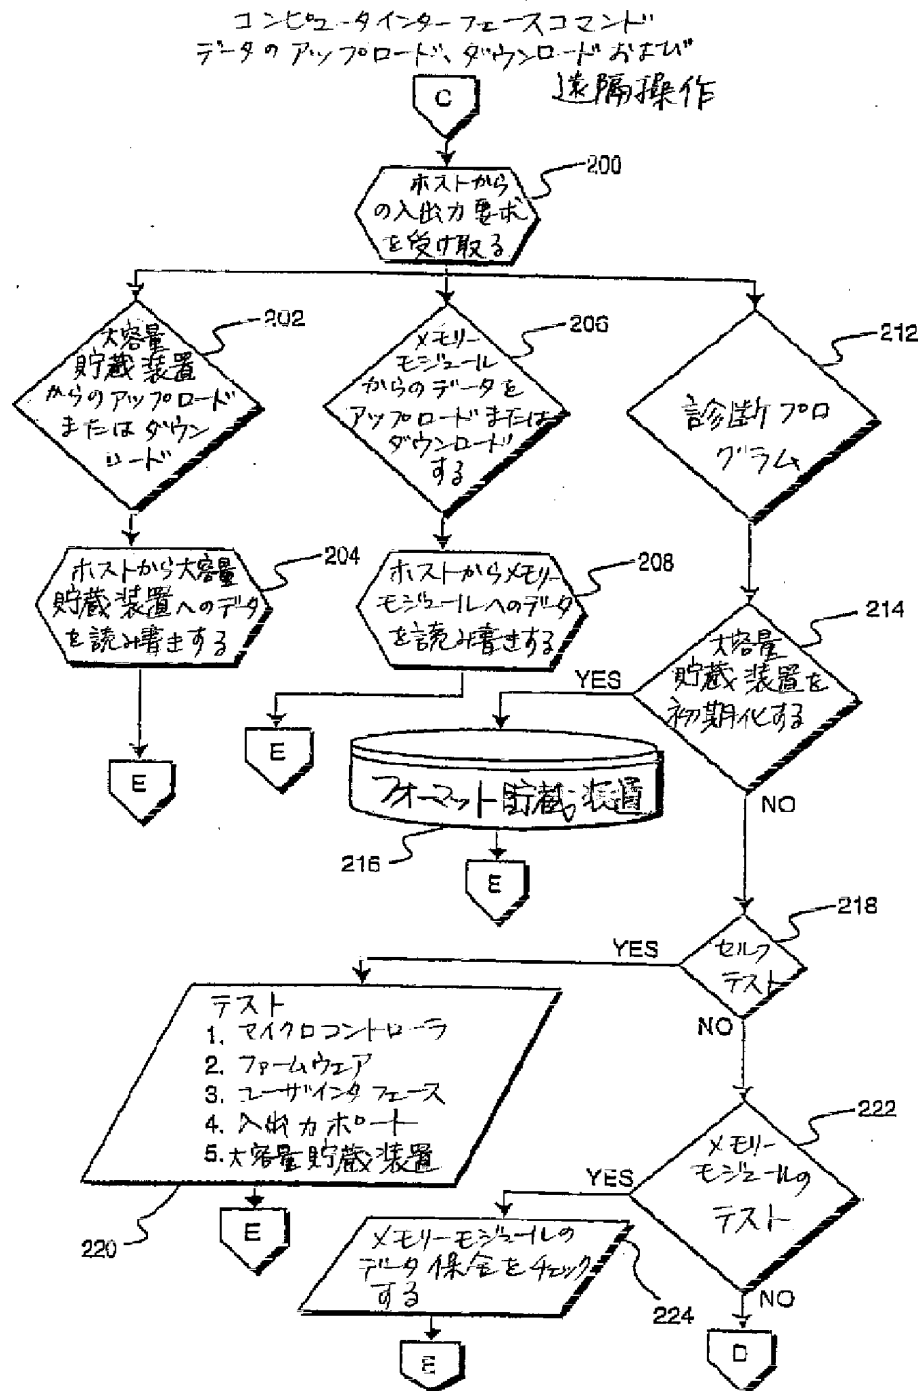 コンピュータインターフェースコマンド
データのアップロード、ダウンロードおよび
遠隔操作
C
200
ホストから
の入出力要求
を受け取る
202
大容量
貯蔵装置
からのアップロード
またはダウン
ロード
206
メモリー
モジュール
からのデータを
アップロードまたは
ダウンロード
する
212
診断プロ
グラム
204
ホストから大容量
貯蔵装置へのデータ
を読み書きする
208
ホストからメモリー
モジュールへのデータ
を読み書きする
214
大容量
貯蔵装置を
初期化する
YES
NO
E
E
フォーマット貯蔵装置
216
E
218
セルフ
テスト
YES
NO
テスト
1. マイクロコントローラ
2. ファームウェア
3. ユーザインタフェース
4. 入出力ポート
5. 大容量貯蔵装置
220
E
222
メモリー
モジュールの
テスト
YES
NO
メモリーモジュールの
データ保全をチェック
する
224
E
D